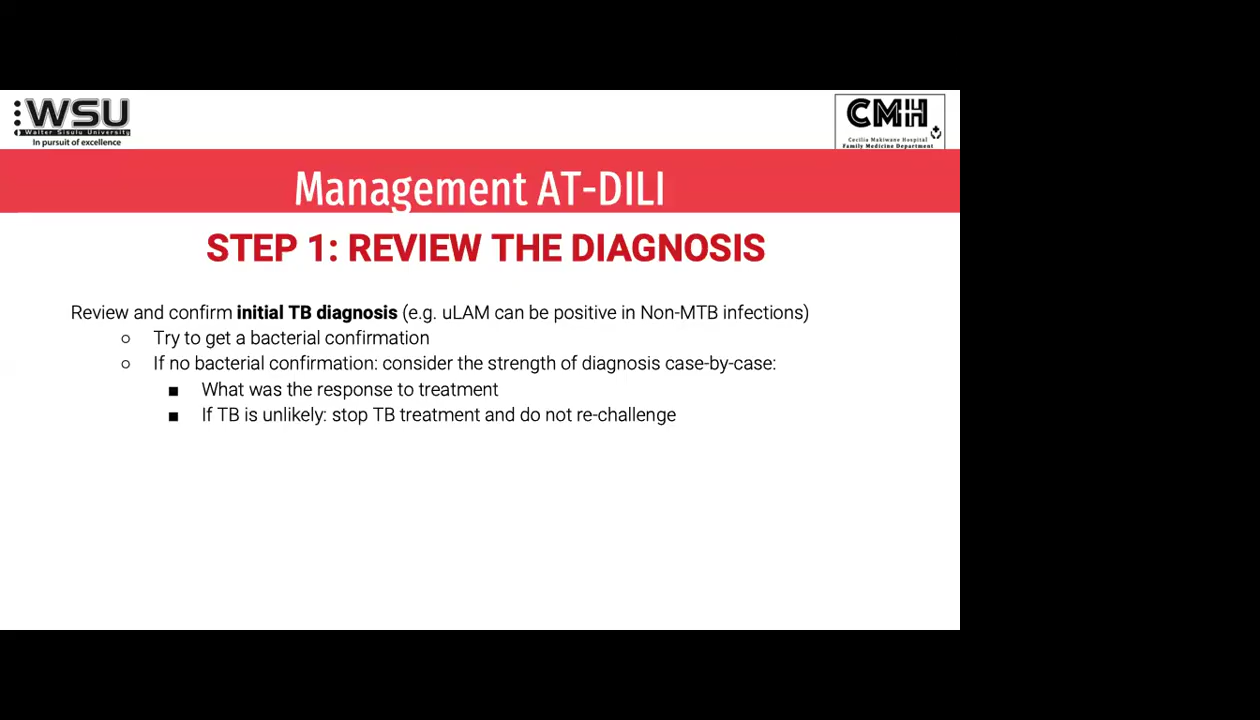 WSU
Walter Sisulu University
In pursuit of excellence
CMH
Cecilia Makiwane Hospital
Family Medicine Department
Management AT-DILI
STEP 1: REVIEW THE DIAGNOSIS
Review and confirm initial TB diagnosis (e.g. uLAM can be positive in Non-MTB infections)
○ Try to get a bacterial confirmation
○ If no bacterial confirmation: consider the strength of diagnosis case-by-case:
■ What was the response to treatment
■ If TB is unlikely: stop TB treatment and do not re-challenge